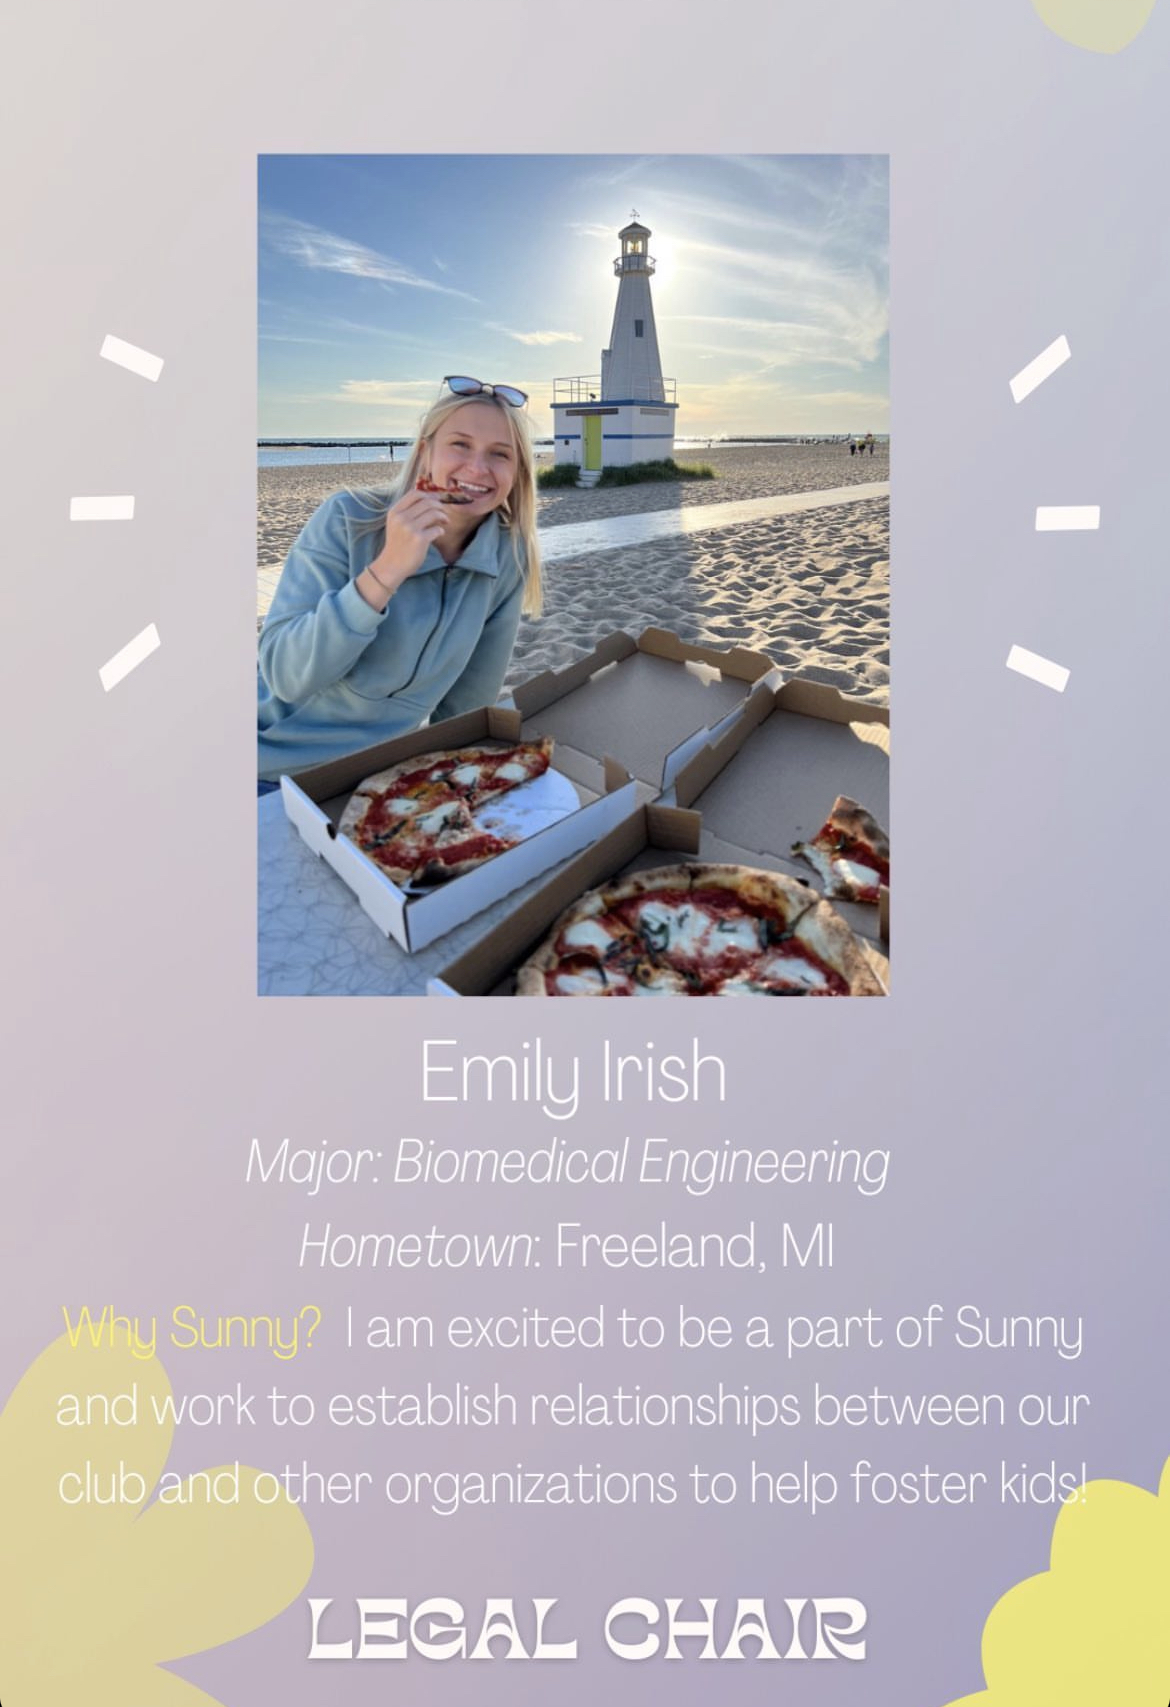 Emily Irish
Major: Biomedical Engineering
Hometown: Freeland, MI
Why Sunny? I am excited to be a part of Sunny
and work to establish relationships between our
club and other organizations to help foster kids!
LEGAL CHAIR